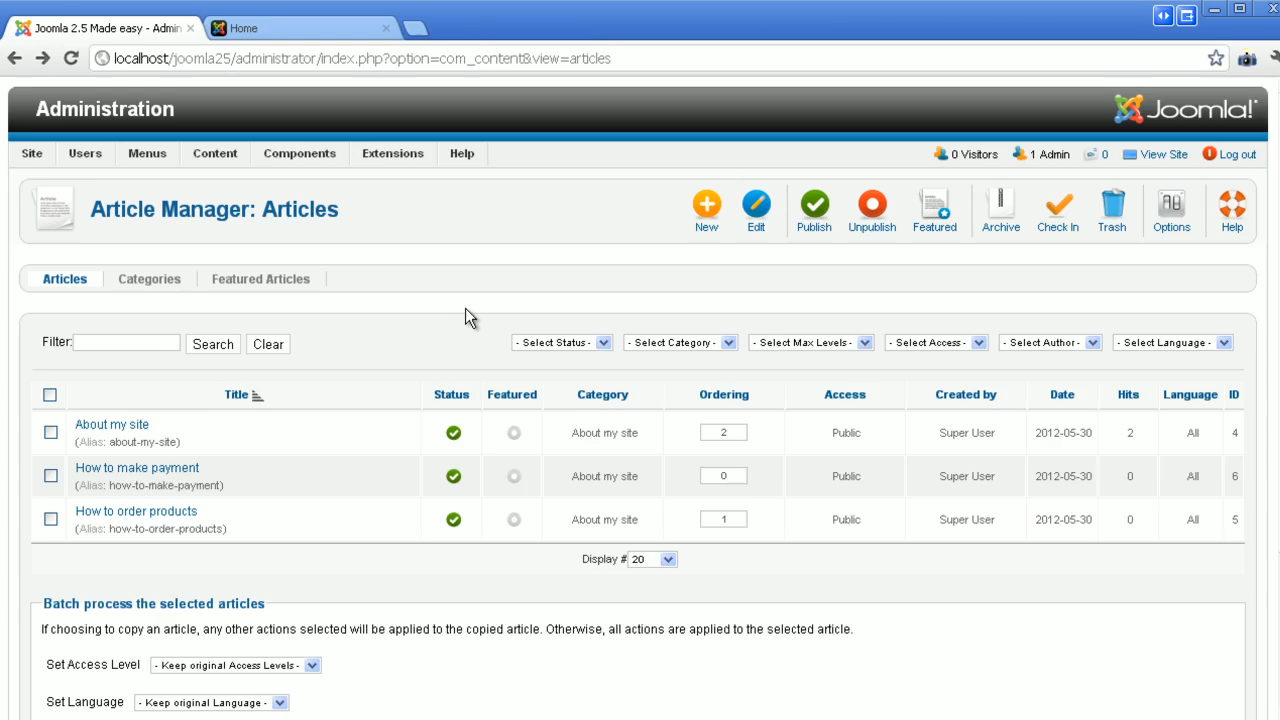 Joomla 2.5 Made easy - Admin
Home
localhost/joomla25/administrator/index.php?option=com_content&view=articles
Administration
Joomla!
Site Users Menus Content Components Extensions Help
0 Visitors 1 Admin 0 View Site Log out
Article Manager: Articles
New Edit Publish Unpublish Featured Archive Check In Trash Options Help
Articles Categories Featured Articles
Filter: Search Clear - Select Status - - Select Category - - Select Max Levels - - Select Access - - Select Author - - Select Language -
Title Status Featured Category Ordering Access Created by Date Hits Language ID
About my site
(Alias: about-my-site)
About my site 2 Public Super User 2012-05-30 2 All 4
How to make payment
(Alias: how-to-make-payment)
About my site 0 Public Super User 2012-05-30 0 All 6
How to order products
(Alias: how-to-order-products)
About my site 1 Public Super User 2012-05-30 0 All 5
Display # 20
Batch process the selected articles
If choosing to copy an article, any other actions selected will be applied to the copied article. Otherwise, all actions are applied to the selected article.
Set Access Level - Keep original Access Levels -
Set Language - Keep original Language -